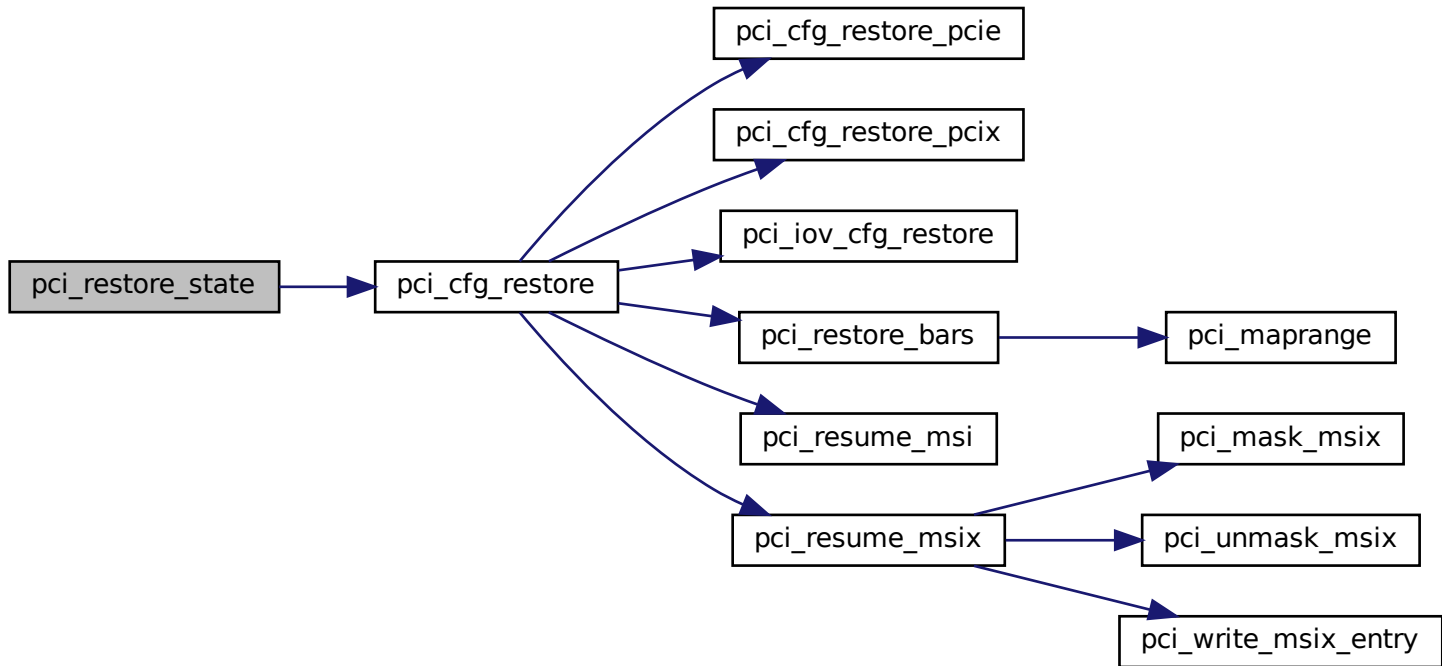 pci_restore_state
pci_cfg_restore
pci_cfg_restore_pcie
pci_cfg_restore_pcix
pci_iov_cfg_restore
pci_restore_bars
pci_maprange
pci_resume_msi
pci_resume_msix
pci_mask_msix
pci_unmask_msix
pci_write_msix_entry